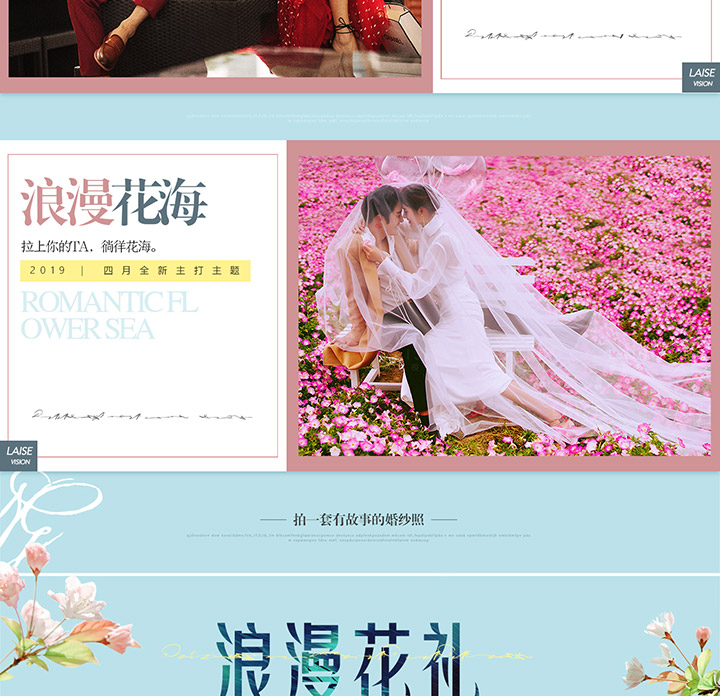 LAISE
VISION
浪漫花海
拉上你的TA，徜徉花海。
2019 | 四月全新主打主题
ROMANTIC FL
OWER SEA
LAISE
VISION
拍一套有故事的婚纱照
浪漫花礼